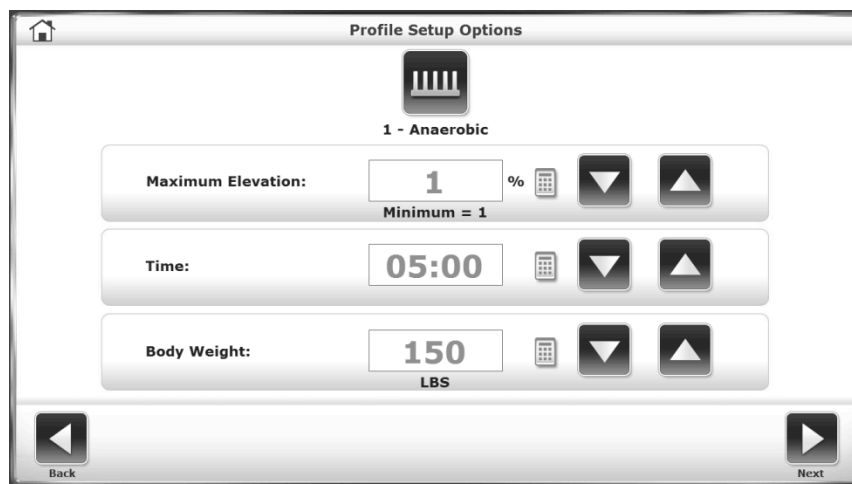 Profile Setup Options
1 - Anaerobic
Maximum Elevation: 1 %
Minimum = 1
Time: 05:00
Body Weight: 150
LBS
Back Next